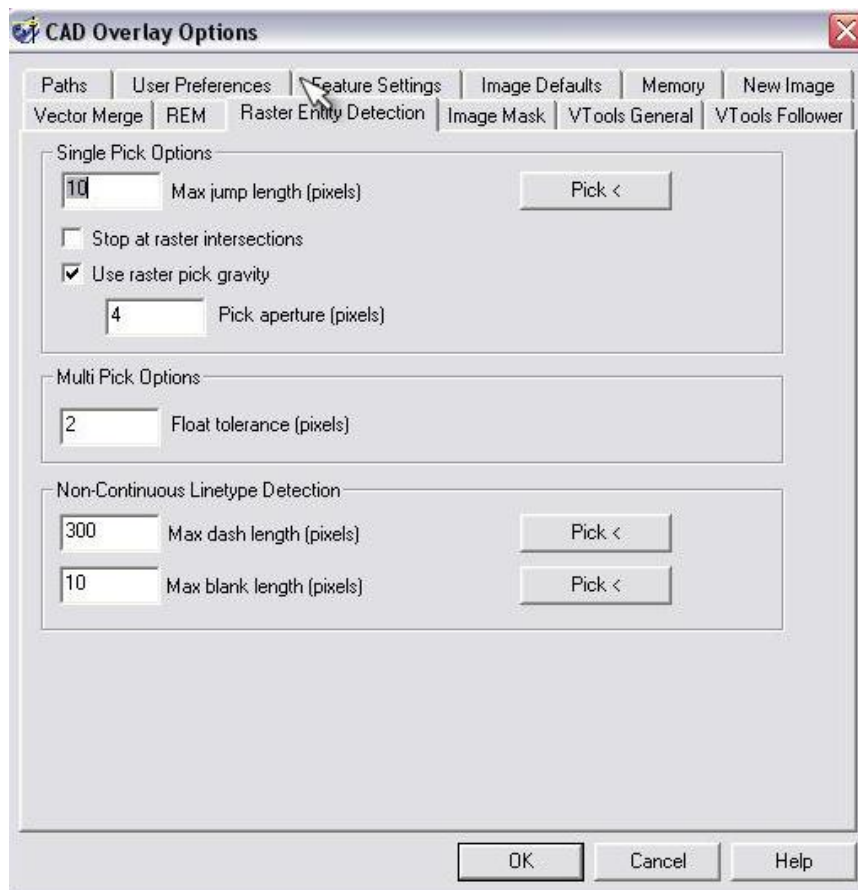 CAD Overlay Options
Paths User Preferences Feature Settings Image Defaults Memory New Image
Vector Merge REM Raster Entity Detection Image Mask VTools General VTools Follower
Single Pick Options
10 Max jump length (pixels) Pick <
Stop at raster intersections
Use raster pick gravity
4 Pick aperture (pixels)
Multi Pick Options
2 Float tolerance (pixels)
Non-Continuous Linetype Detection
300 Max dash length (pixels) Pick <
10 Max blank length (pixels) Pick <
OK Cancel Help